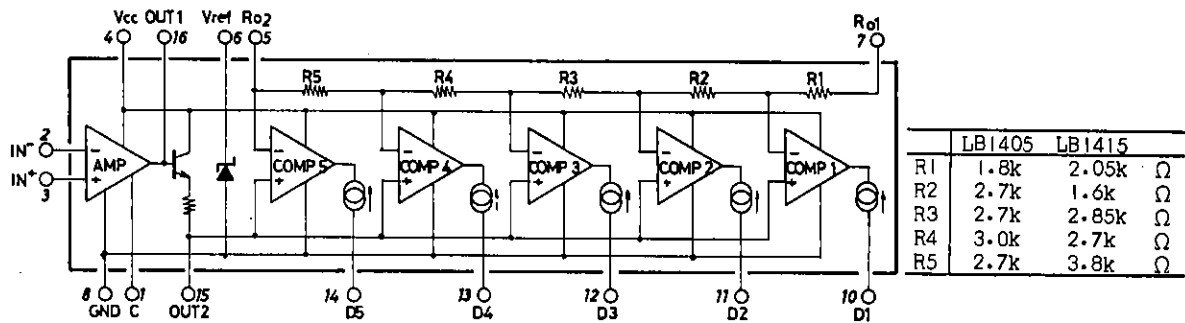 Vcc OUT1 Vref Ro2 Ro1
4 16 6 5 7
R5 R4 R3 R2 R1
2
IN− − AMP − COMP 5 − COMP 4 − COMP 3 − COMP 2 − COMP 1
IN+ + + + + + +
3
8 1 15 14 13 12 11 10
GND C OUT2 D5 D4 D3 D2 D1
LB1405 LB1415
R1 1.8k 2.05k Ω
R2 2.7k 1.6k Ω
R3 2.7k 2.85k Ω
R4 3.0k 2.7k Ω
R5 2.7k 3.8k Ω